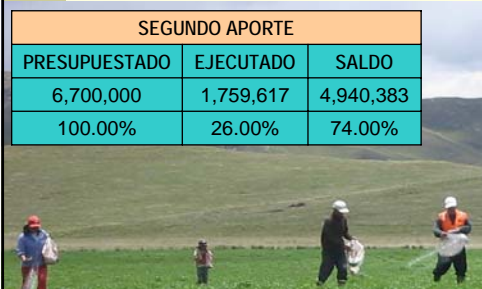 SEGUNDO APORTE
PRESUPUESTADO EJECUTADO SALDO
6,700,000 1,759,617 4,940,383
100.00% 26.00% 74.00%